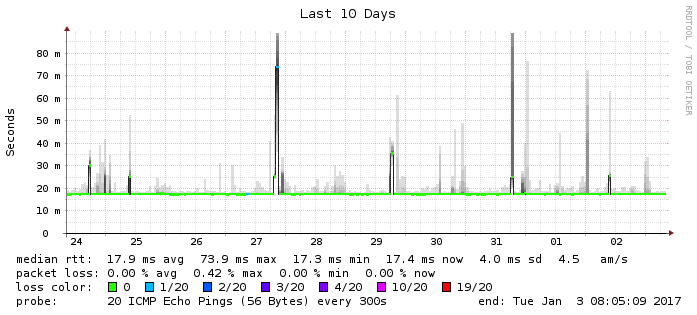 Last 10 Days
RRDTOOL / TOBI OETIKER
Seconds
80 m
70 m
60 m
50 m
40 m
30 m
20 m
10 m
0
24 25 26 27 28 29 30 31 01 02
median rtt: 17.9 ms avg 73.9 ms max 17.3 ms min 17.4 ms now 4.0 ms sd 4.5 am/s
packet loss: 0.00 % avg 0.42 % max 0.00 % min 0.00 % now
loss color: 0 1/20 2/20 3/20 4/20 10/20 19/20
probe: 20 ICMP Echo Pings (56 Bytes) every 300s end: Tue Jan 3 08:05:09 2017